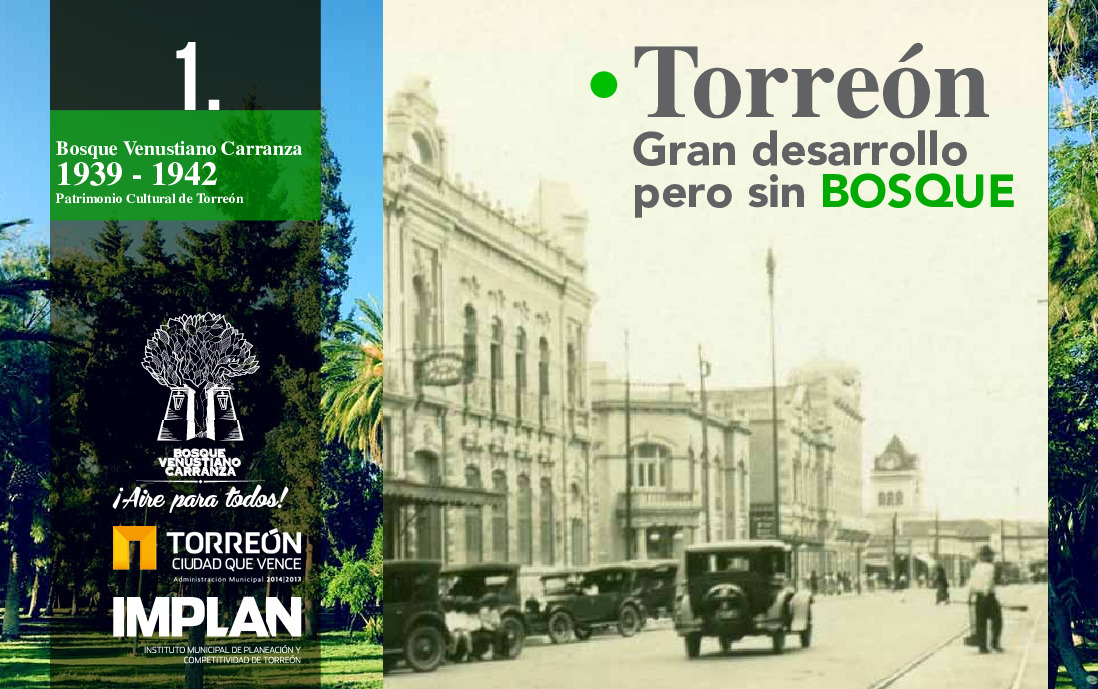 1.
Bosque Venustiano Carranza
1939 - 1942
Patrimonio Cultural de Torreón
BOSQUE
VENUSTIANO
CARRANZA
¡Aire para todos!
TORREÓN
CIUDAD QUE VENCE
Administración Municipal 2014|2017
IMPLAN
INSTITUTO MUNICIPAL DE PLANEACIÓN Y
COMPETITIVIDAD DE TORREÓN
• Torreón
Gran desarrollo
pero sin BOSQUE